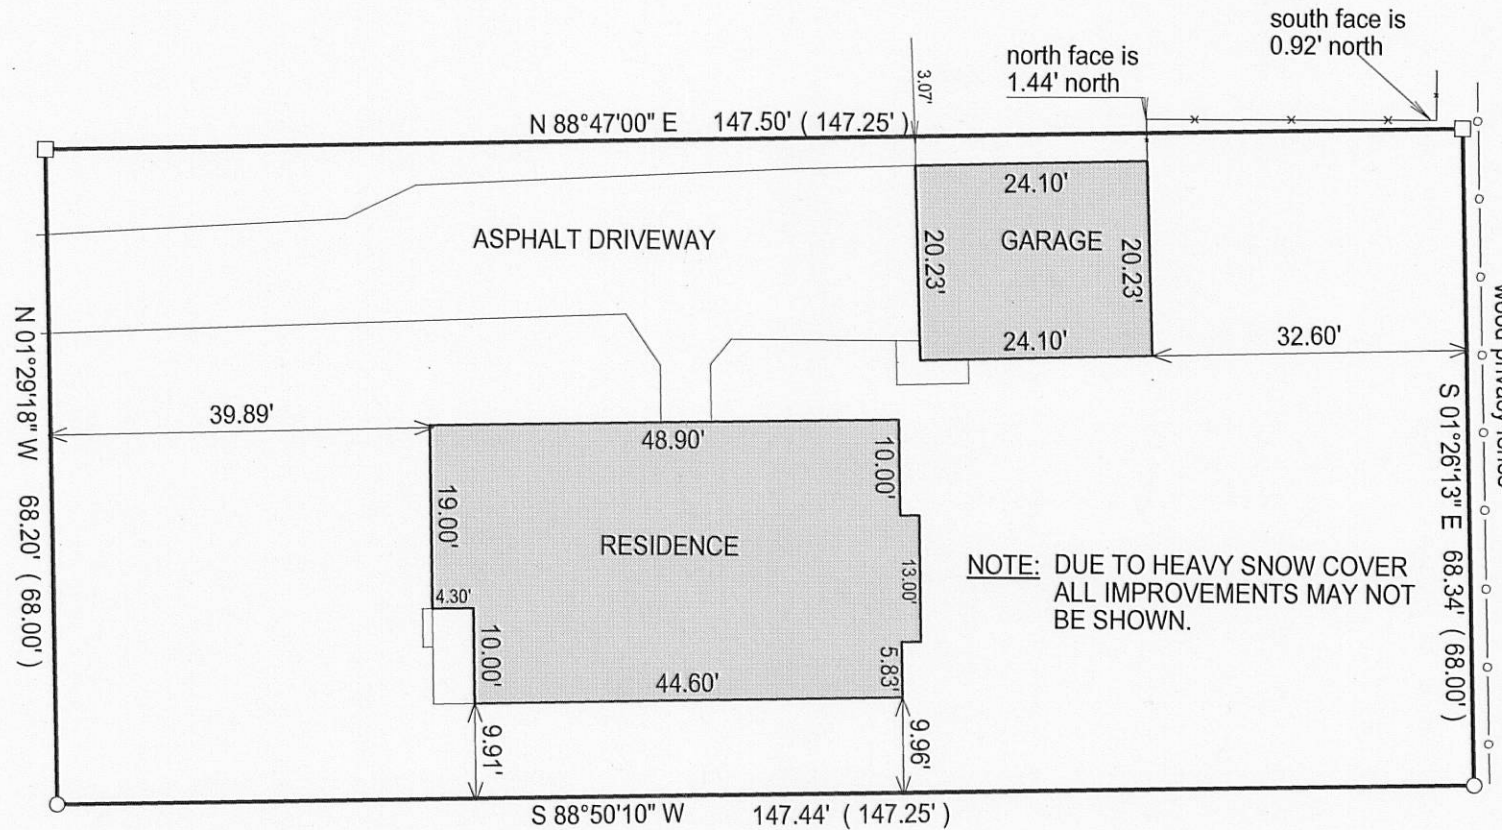 south face is
0.92' north
north face is
1.44' north
3.07'
N 88°47'00" E 147.50' ( 147.25' )
24.10'
ASPHALT DRIVEWAY
GARAGE
20.23'
20.23'
24.10'
32.60'
wood privacy fence
N 01°29'18" W 68.20' ( 68.00' )
S 01°26'13" E 68.34' ( 68.00' )
39.89'
48.90'
10.00'
19.00'
RESIDENCE
13.00'
NOTE: DUE TO HEAVY SNOW COVER
ALL IMPROVEMENTS MAY NOT
BE SHOWN.
4.30'
10.00'
44.60'
5.83'
9.91'
9.96'
S 88°50'10" W 147.44' ( 147.25' )